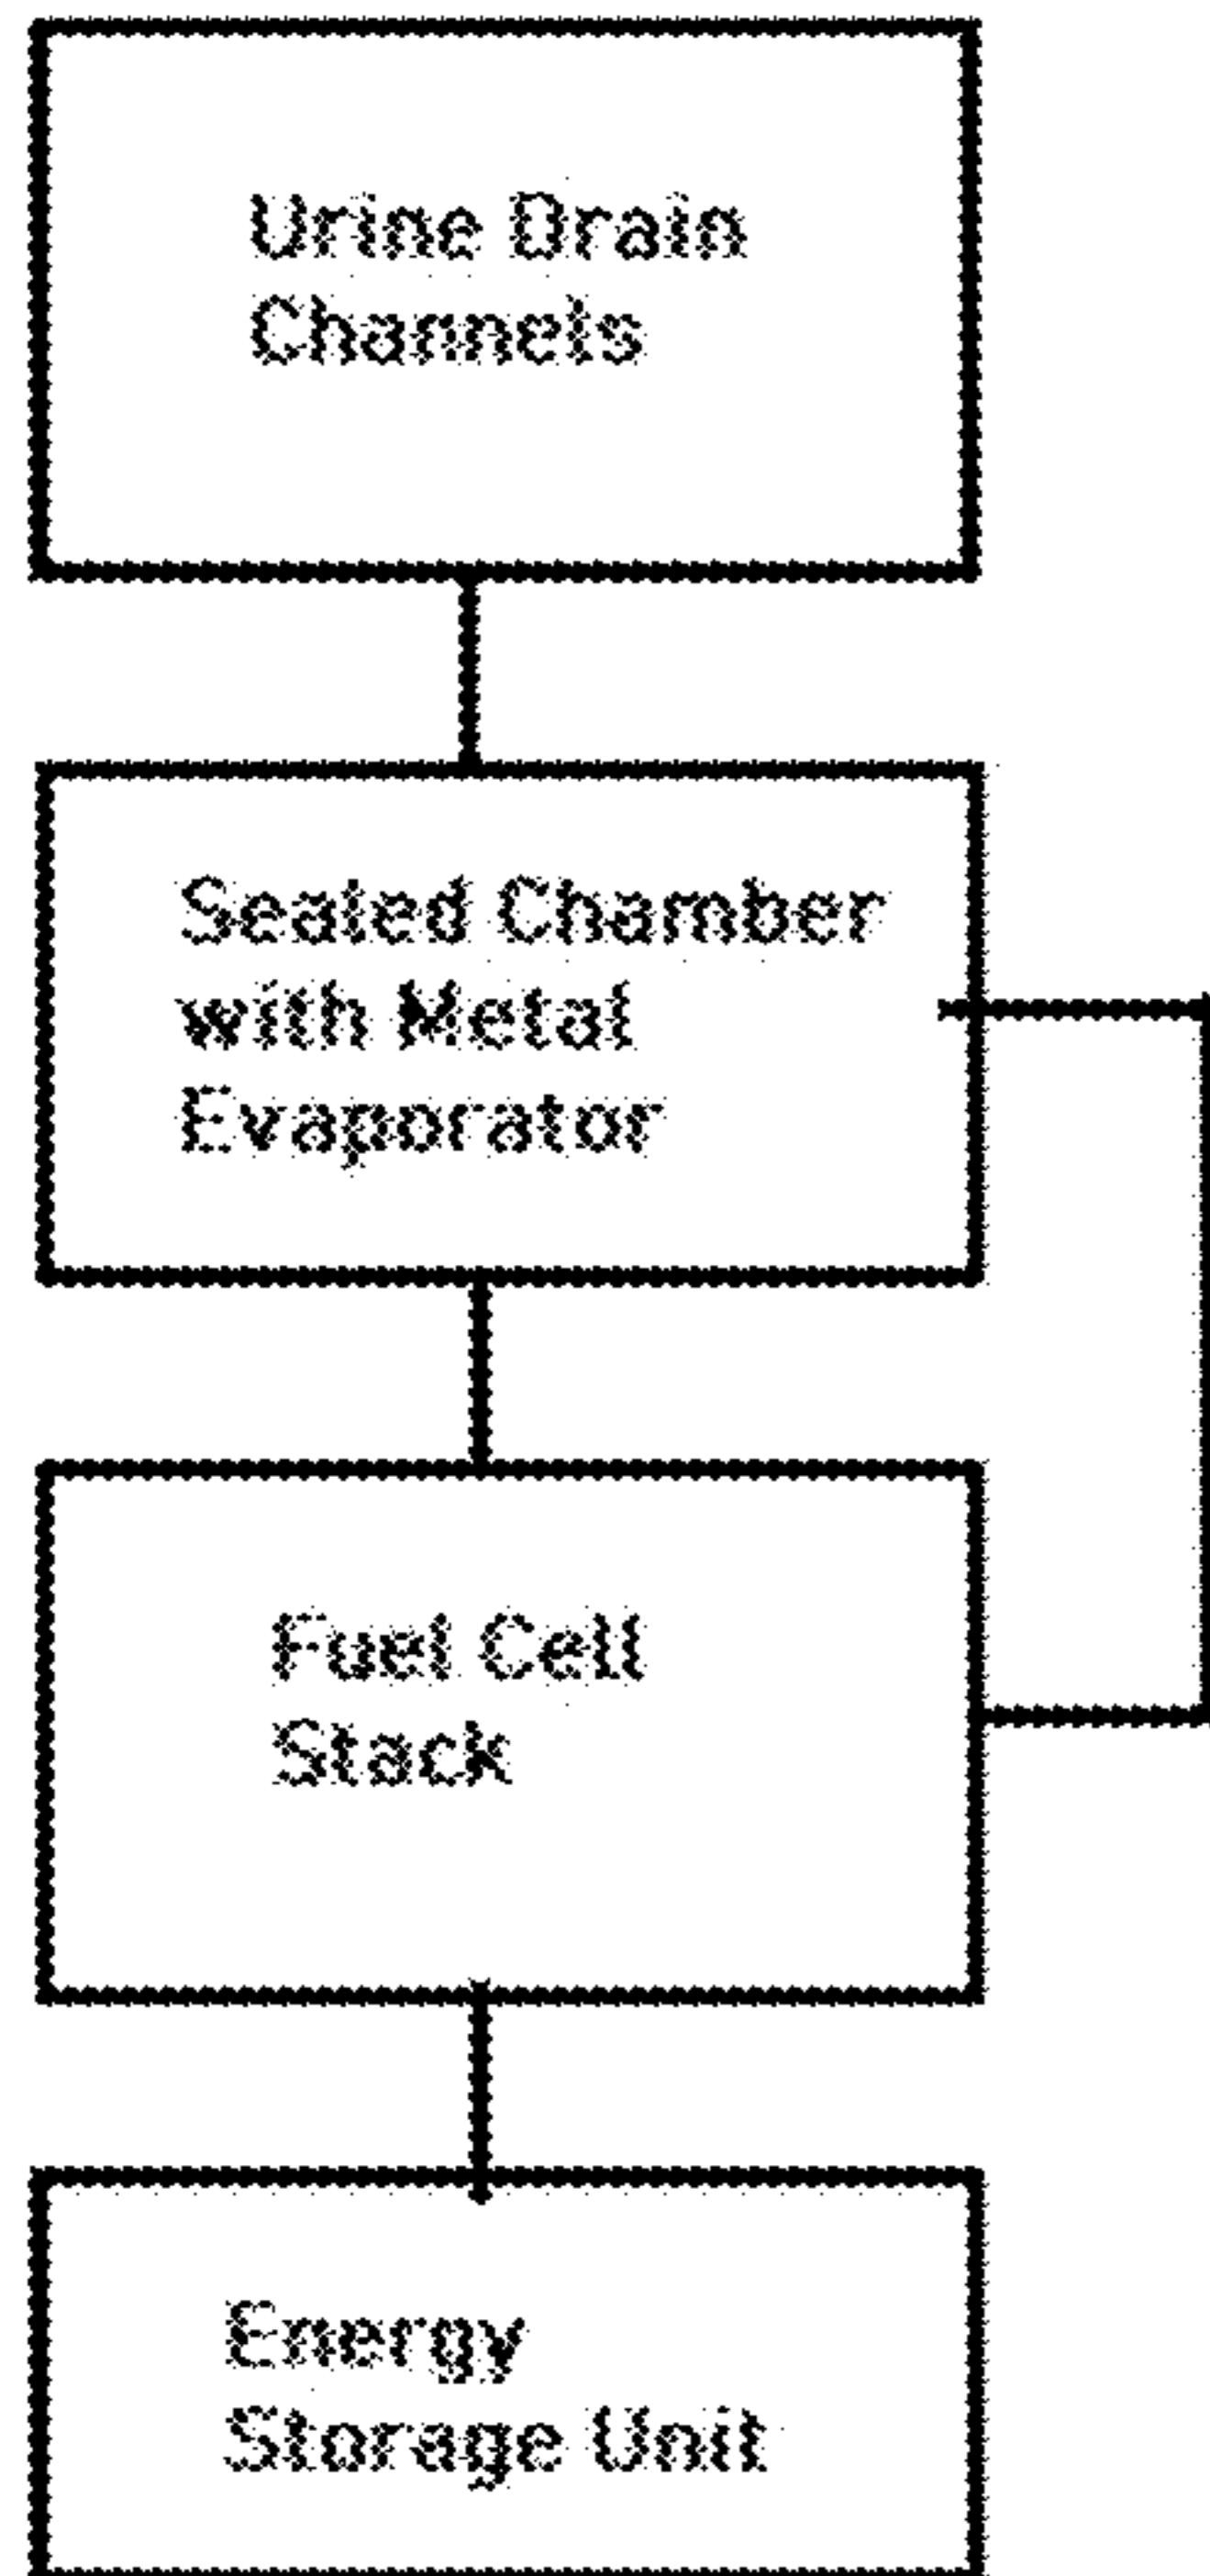 Urine Drain
Channels
Sealed Chamber
with Metal
Evaporator
Fuel Cell
Stack
Energy
Storage Unit